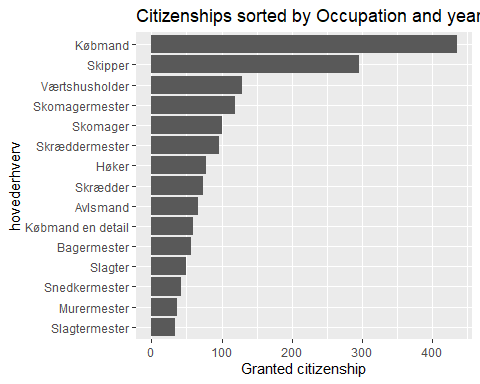 Citizenships sorted by Occupation and year
Købmand
Skipper
Værtshusholder
Skomagermester
Skomager
Skræddermester
Høker
Skrædder
Avlsmand
Købmand en detail
Bagermester
Slagter
Snedkermester
Murermester
Slagtermester
hovederhverv
0 100 200 300 400
Granted citizenship